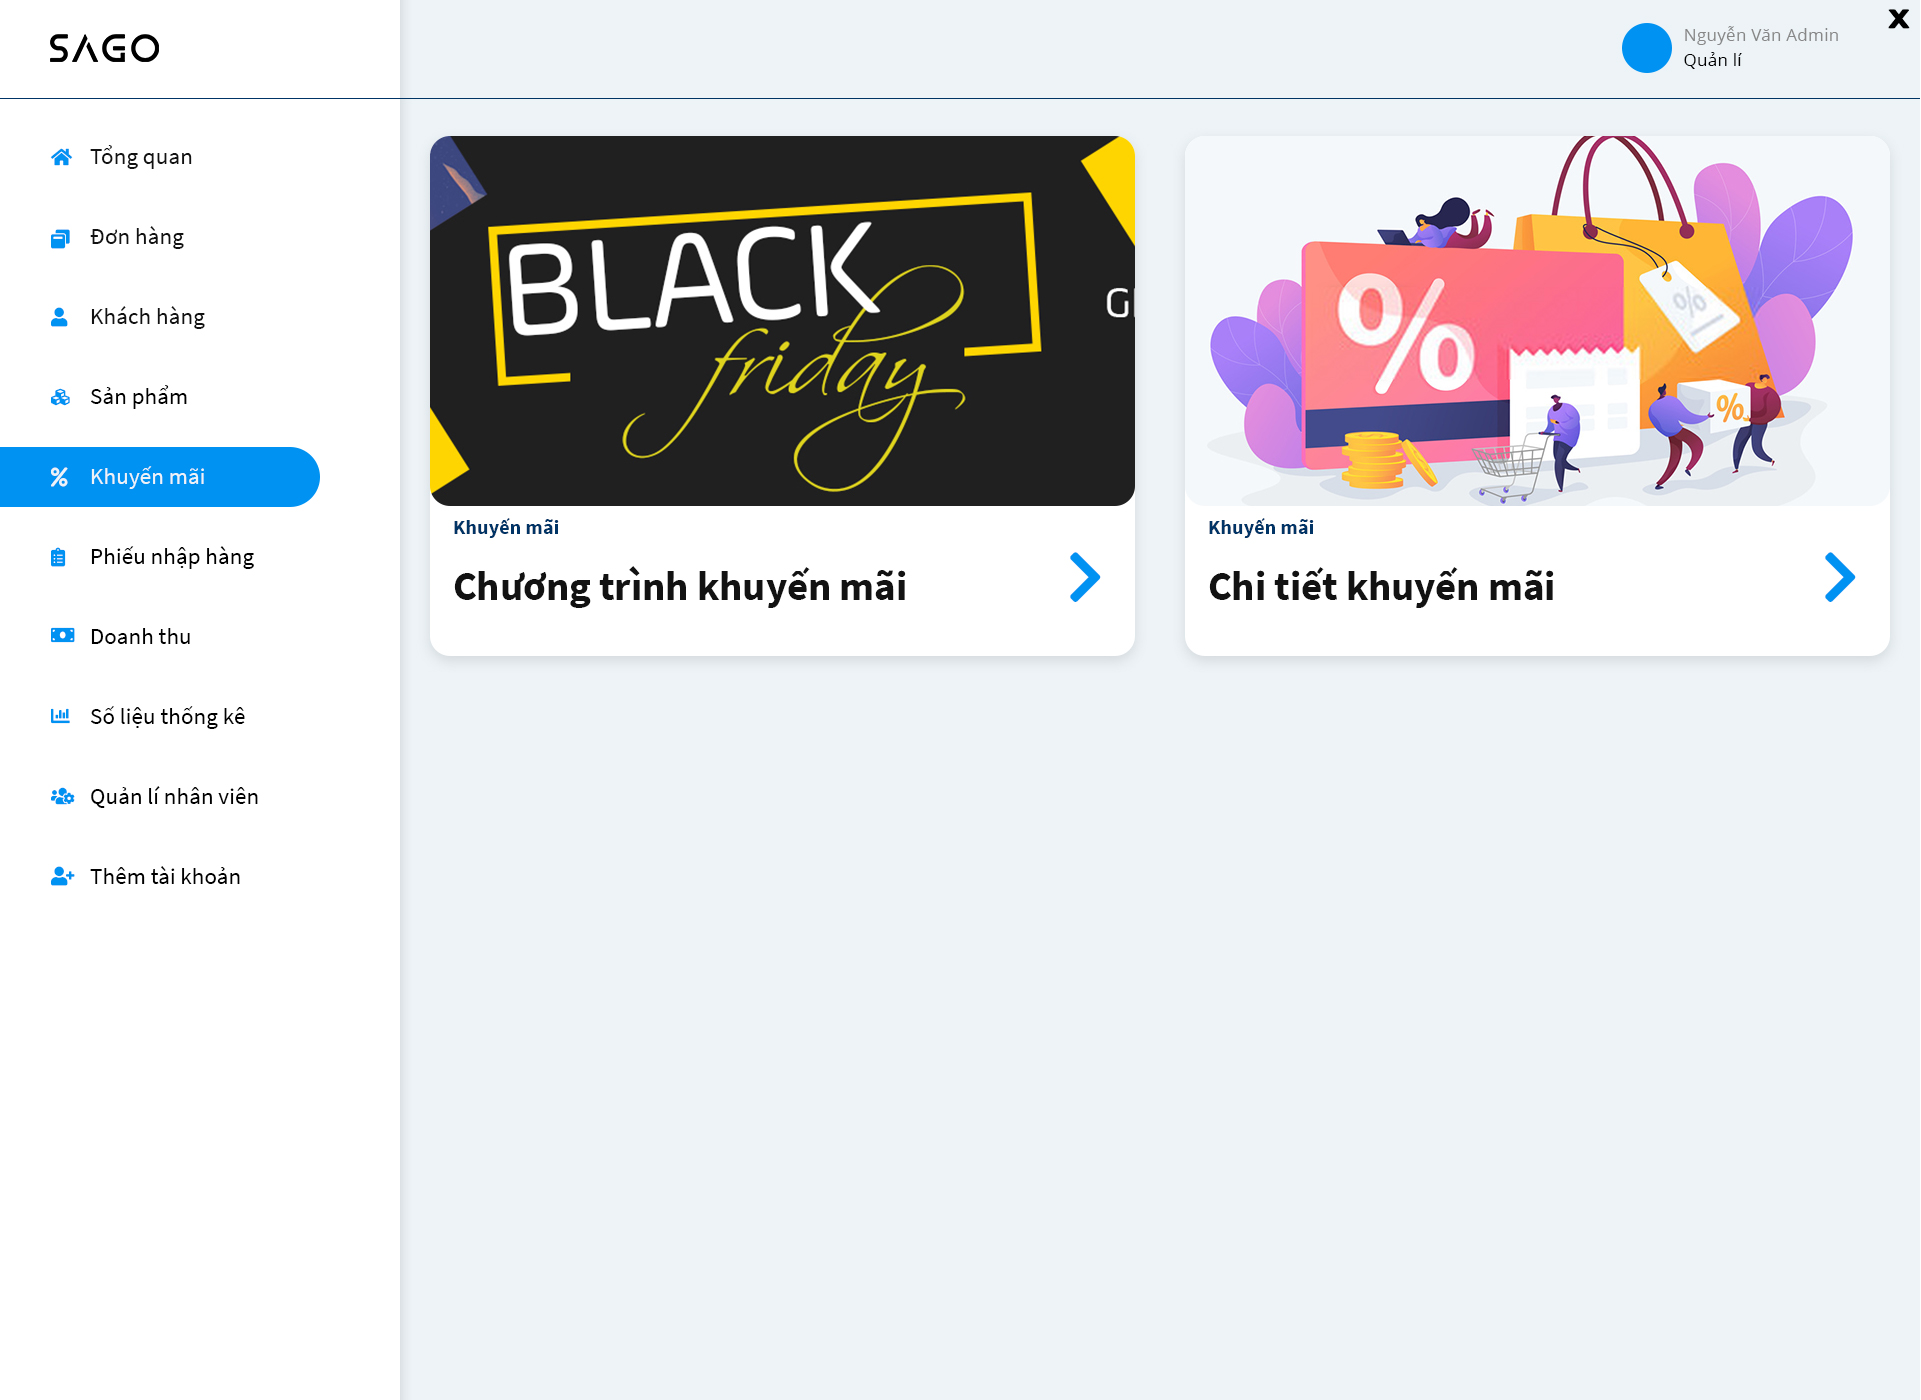 SAGO
Nguyễn Văn Admin
Quản lí
X
Tổng quan
Đơn hàng
Khách hàng
Sản phẩm
Khuyến mãi
Phiếu nhập hàng
Doanh thu
Số liệu thống kê
Quản lí nhân viên
Thêm tài khoản
BLACK
friday
G
Khuyến mãi
Chương trình khuyến mãi
%
%
%
Khuyến mãi
Chi tiết khuyến mãi